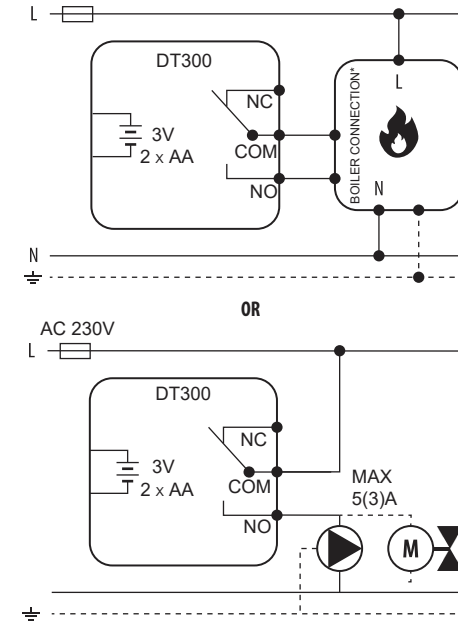 L
DT300
NC
COM
NO
3V
2 x AA
BOILER CONNECTION*
L
N
N
OR
AC 230V
L
DT300
NC
COM
NO
3V
2 x AA
MAX
5(3)A
M